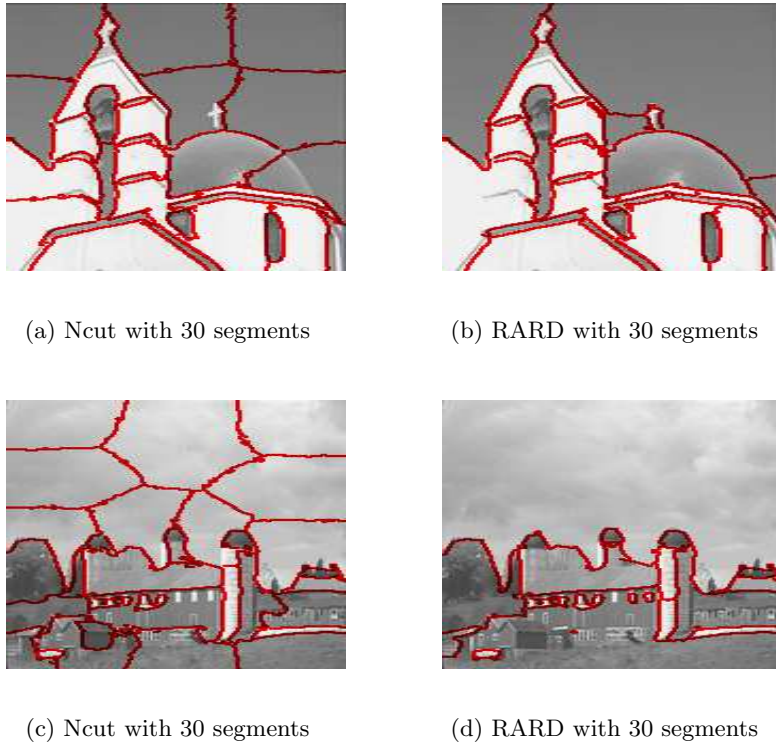 (a) Ncut with 30 segments
(b) RARD with 30 segments
(c) Ncut with 30 segments
(d) RARD with 30 segments